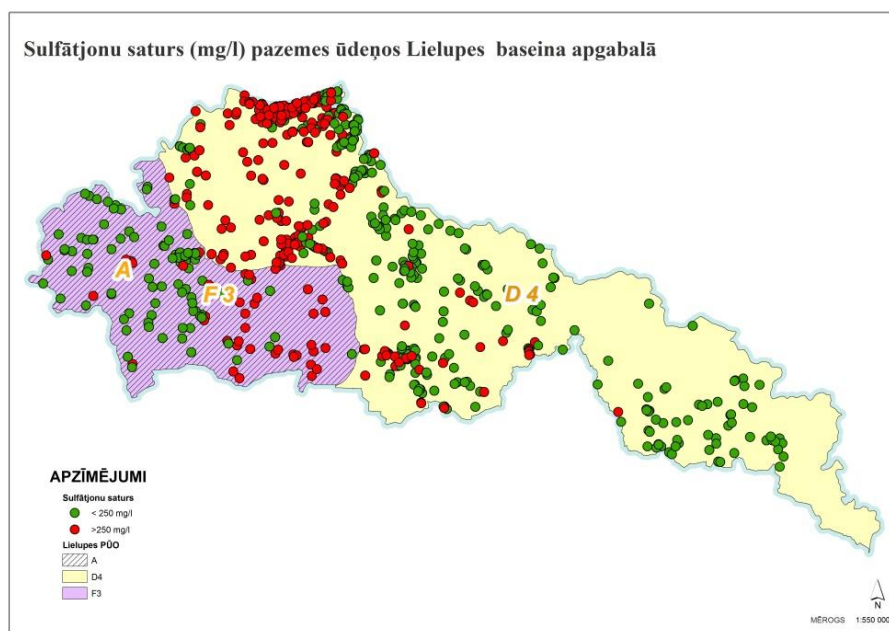 Sulfātjonu saturs (mg/l) pazemes ūdeņos Lielupes baseina apgabalā
A
F 3
D 4
APZĪMĒJUMI
Sulfātjonu saturs
< 250 mg/l
>250 mg/l
Lielupes PŪO
A
D4
F3
N
MĒROGS 1:550 000